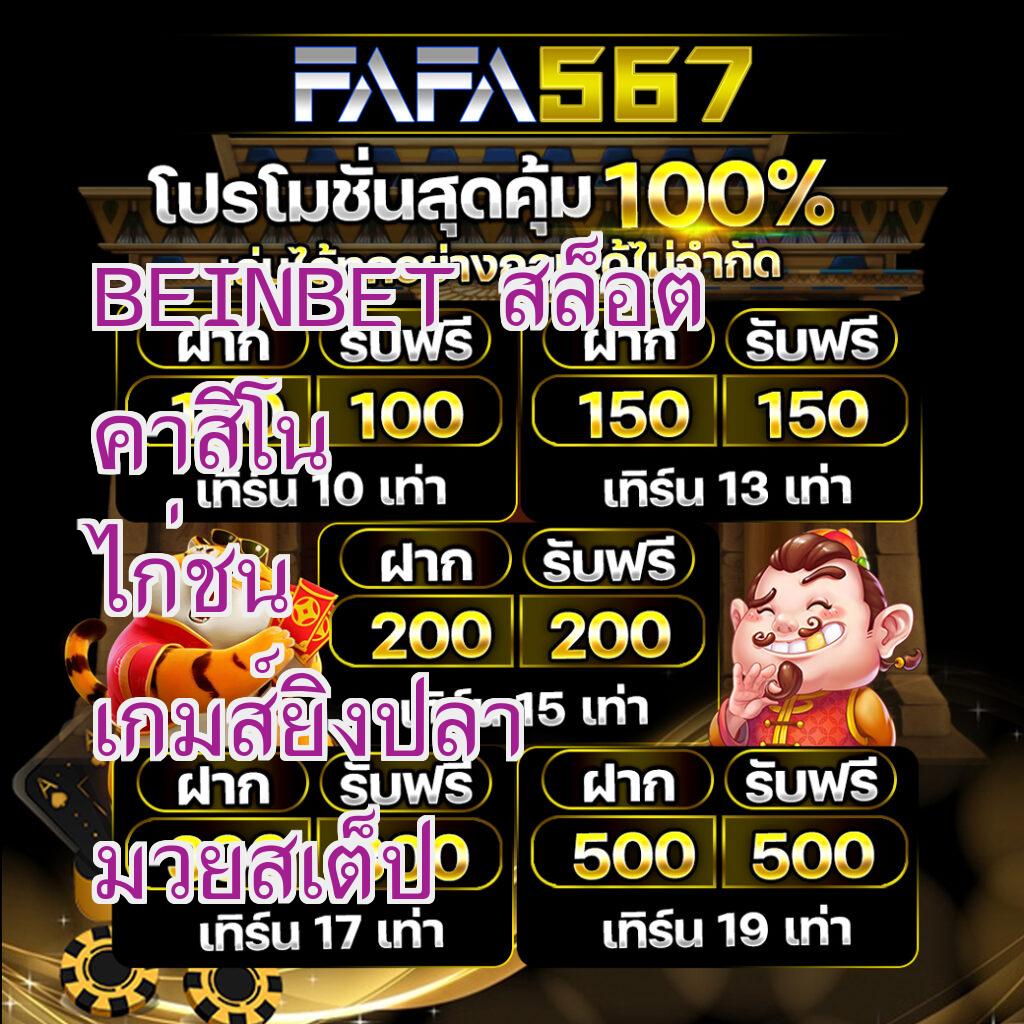 FAFA567
โปรโมชั่นสุดคุ้ม 100%
BEINBET สล็อต
ฝาก รับฟรี ฝาก รับฟรี
100 150 150
คาสิโน
เทิร์น 10 เท่า เทิร์น 13 เท่า
ไก่ชน
ฝาก รับฟรี
200 200
เกมส์ยิงปลา
15 เท่า
ฝาก รับฟรี ฝาก รับฟรี
500 500
มวยสเต็ป
เทิร์น 17 เท่า เทิร์น 19 เท่า